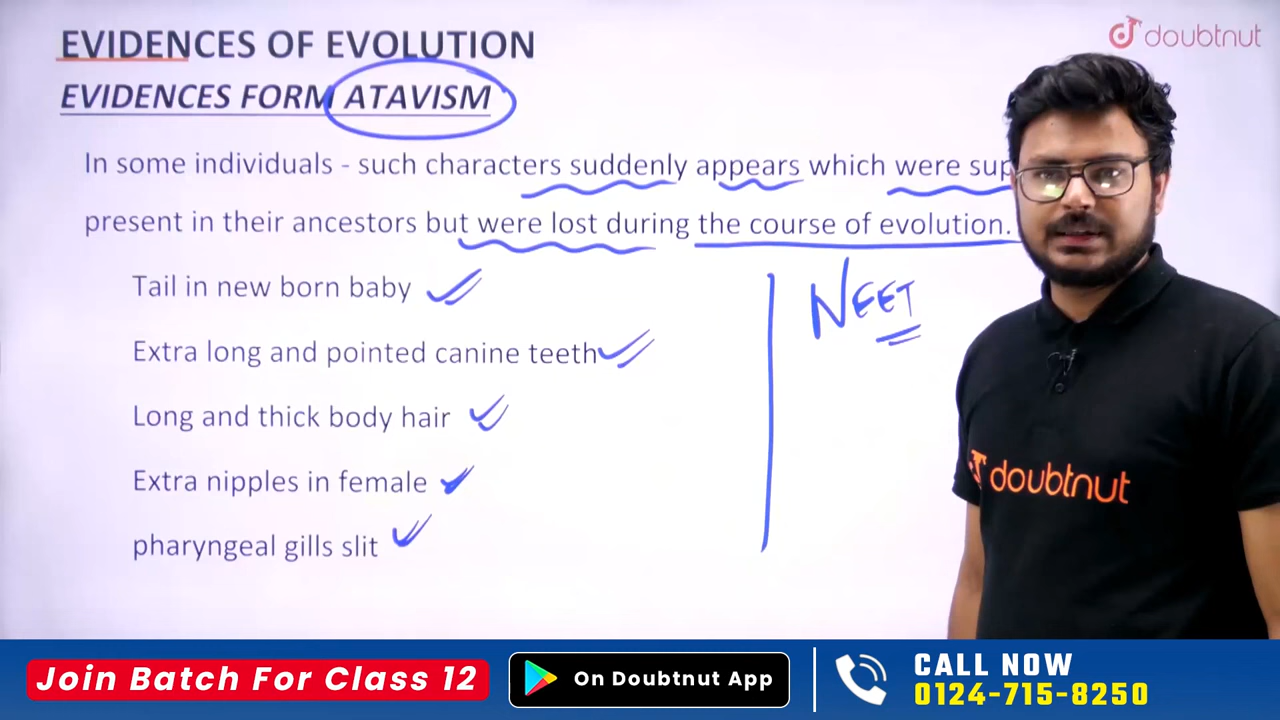 EVIDENCES OF EVOLUTION
doubtnut
EVIDENCES FORM ATAVISM
In some individuals - such characters suddenly appears which were
present in their ancestors but were lost during the course of evolution.
Tail in new born baby
NEET
Extra long and pointed canine teeth
Long and thick body hair
Extra nipples in female
doubtnut
pharyngeal gills slit
Join Batch For Class 12
On Doubtnut App
CALL NOW
0124-715-8250